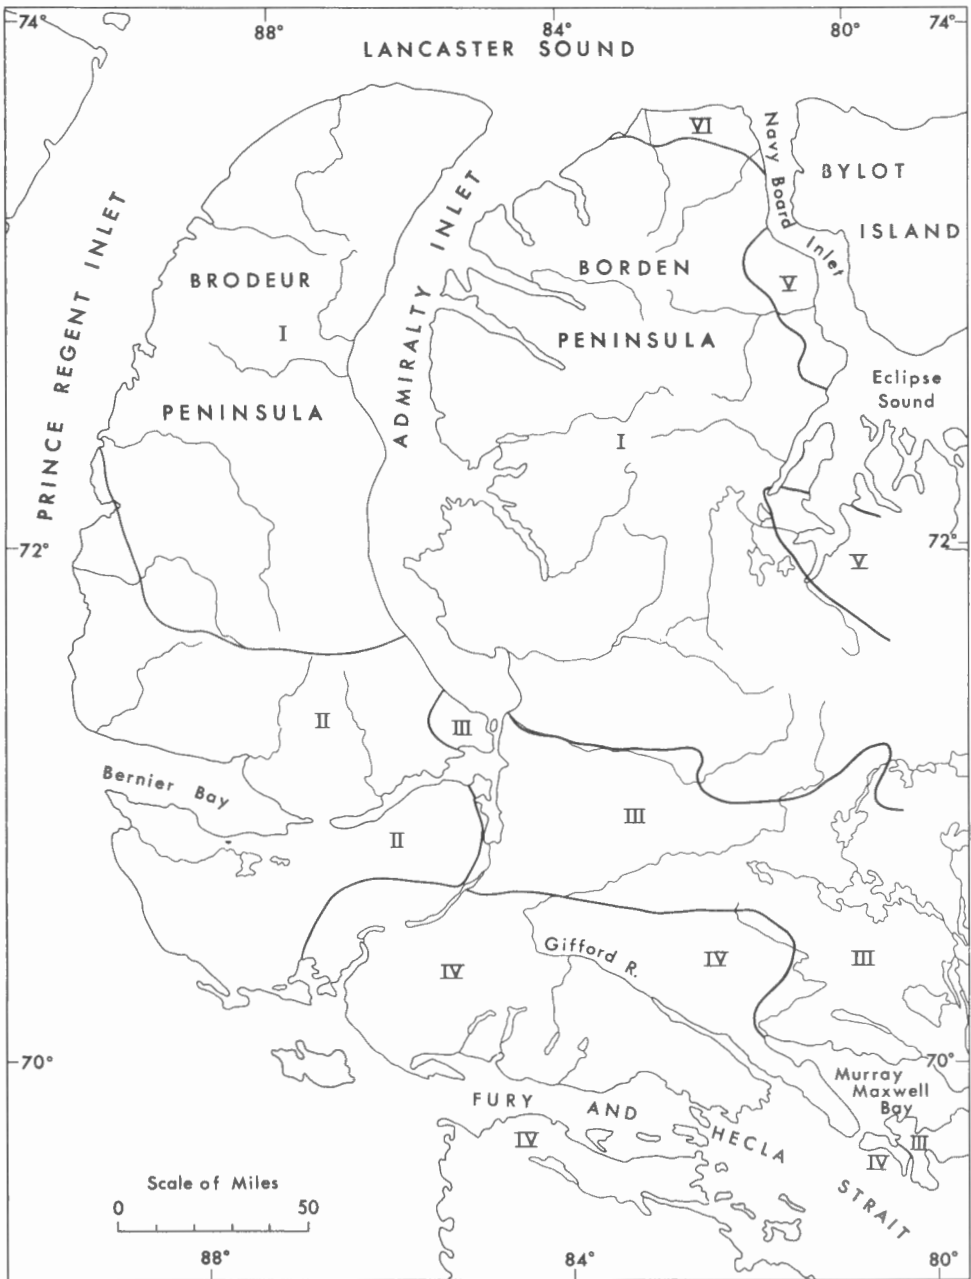 74°
88°
84°
80°
74°
LANCASTER SOUND
VI
Navy Board Inlet
BYLOT
ISLAND
PRINCE REGENT INLET
ADMIRALTY INLET
BRODEUR
I
PENINSULA
BORDEN
PENINSULA
I
V
Eclipse
Sound
72°
72°
V
II
III
Bernier Bay
III
II
Gifford R.
IV
IV
III
70°
70°
Murray
Maxwell
Bay
FURY AND HECLA STRAIT
IV
III
IV
Scale of Miles
0 50
88°
84°
80°